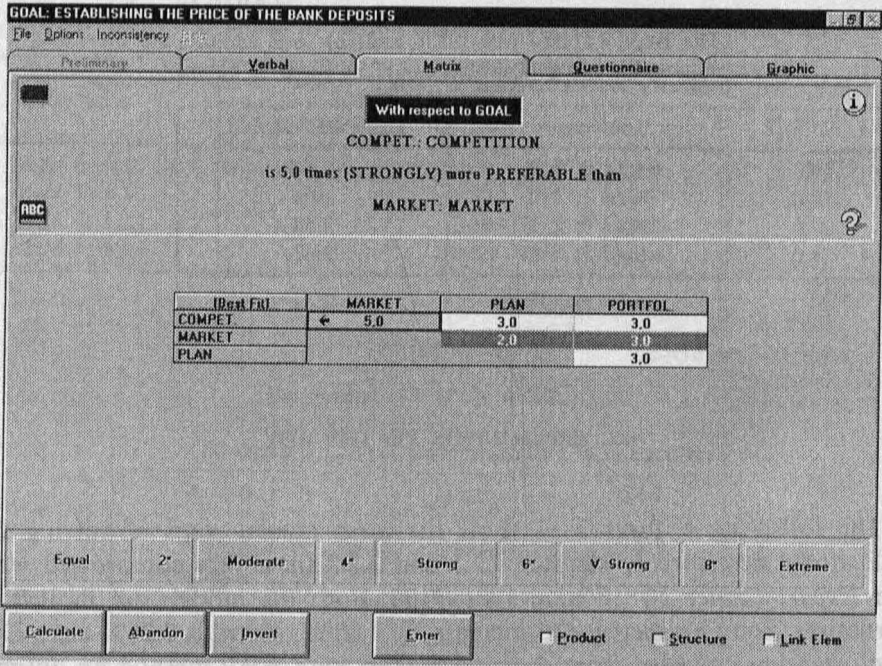 GOAL: ESTABLISHING THE PRICE OF THE BANK DEPOSITS
File Options Inconsistency
Preliminary Verbal Matrix Questionnaire Graphic
With respect to GOAL
COMPET.: COMPETITION
is 5,0 times (STRONGLY) more PREFERABLE than
ABC
MARKET: MARKET
(Best Fit) MARKET PLAN PORTFOL.
COMPET. 5,0 3,0 3,0
MARKET 2,0 3,0
PLAN 3,0
Equal 2" Moderate 4" Strong 6" V. Strong 8" Extreme
Calculate Abandon Invert Enter Product Structure Link Elem